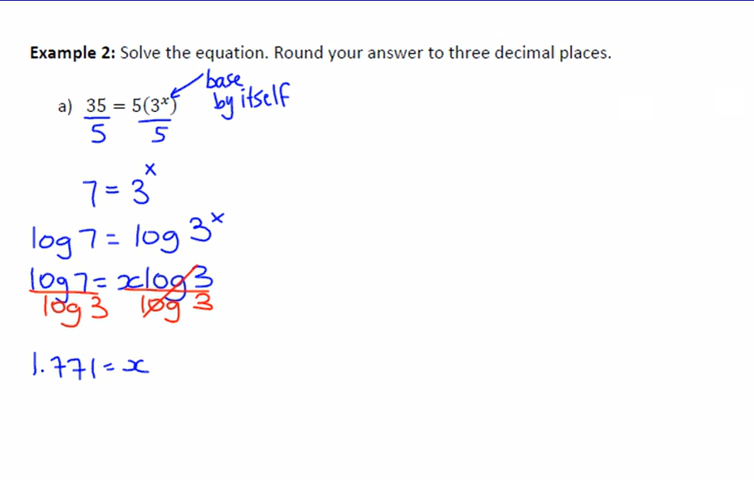 Example 2: Solve the equation. Round your answer to three decimal places.
base
by itself
a) 35 = 5(3ˣ)
5 5
7 = 3ˣ
log 7 = log 3ˣ
log 7 = x log 3
log 3 log 3
1.771 = x